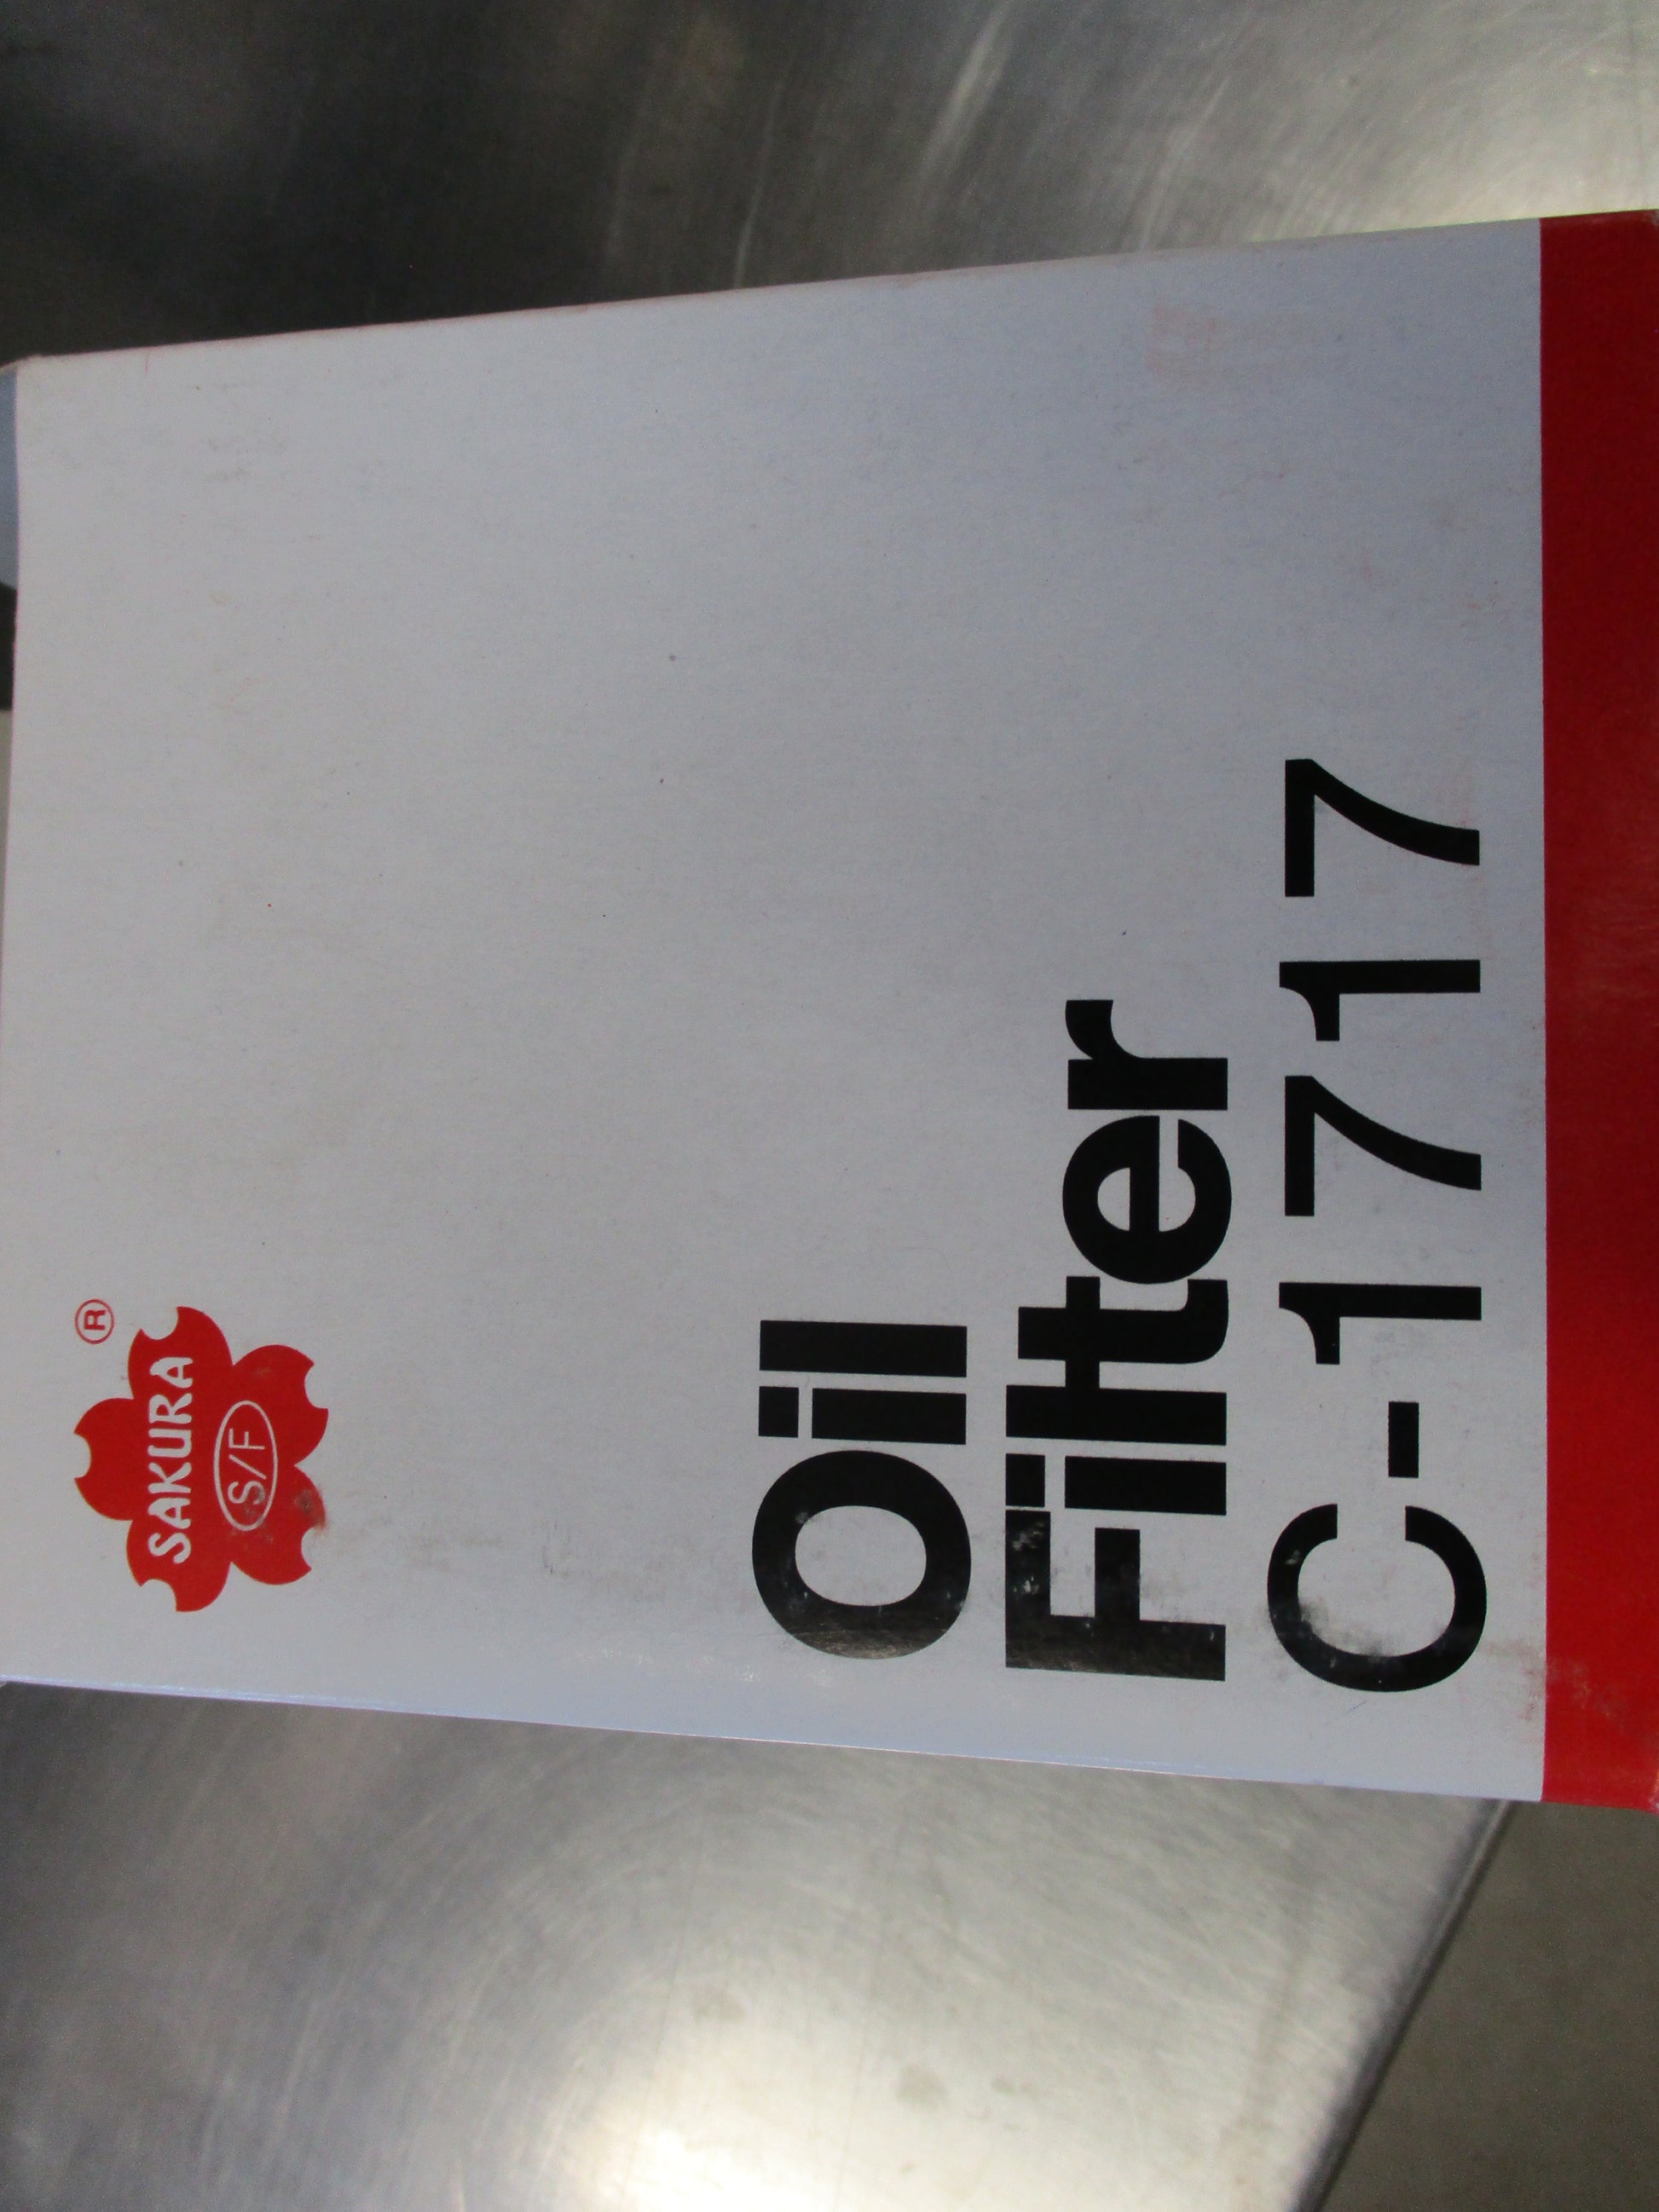 ®
SAKURA
S/F
Oil
Filter
C-1717